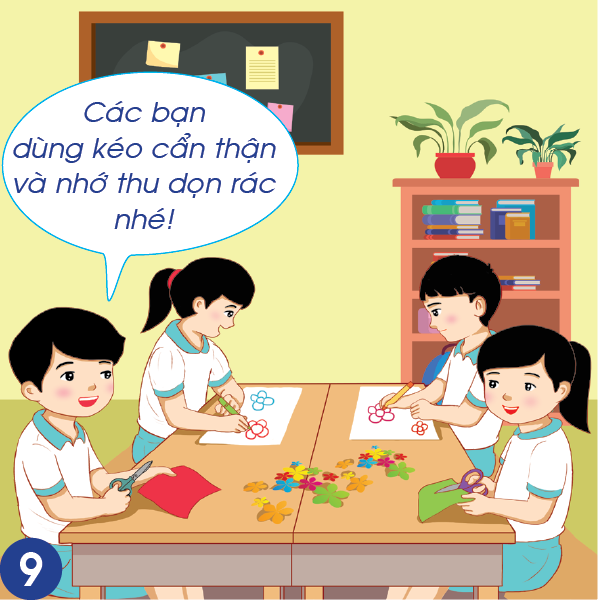 Các bạn
dùng kéo cẩn thận
và nhớ thu dọn rác
nhé!
9